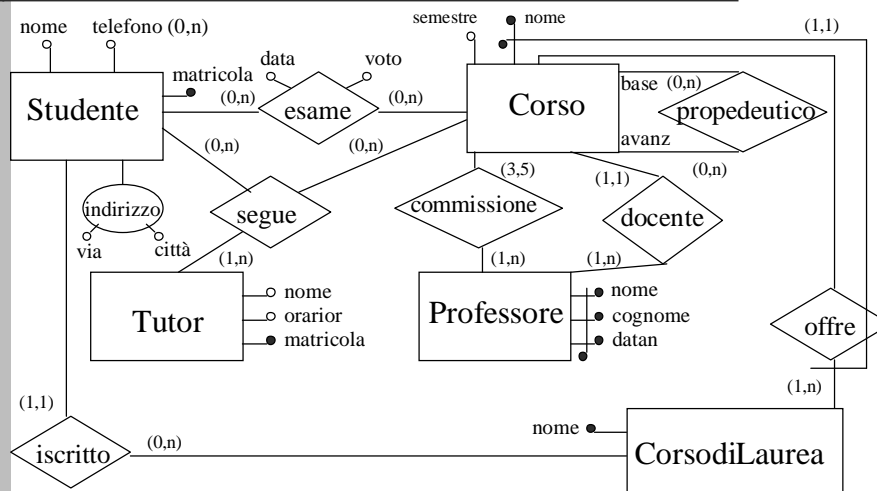 nome
telefono (0,n)
semestre
nome
(1,1)
matricola
data
voto
Studente
(0,n)
esame
(0,n)
Corso
base
(0,n)
propedeutico
avanz
(0,n)
(0,n)
(0,n)
(3,5)
(1,1)
indirizzo
via
città
segue
commissione
docente
(1,n)
(1,n)
(1,n)
Tutor
nome
orarior
matricola
Professore
nome
cognome
datan
offre
(1,n)
(1,1)
iscritto
(0,n)
nome
CorsodiLaurea